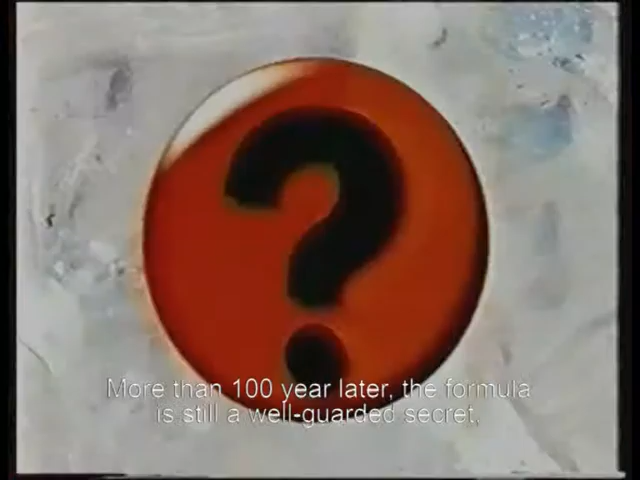 ?
More than 100 year later, the formula
is still a well-guarded secret.